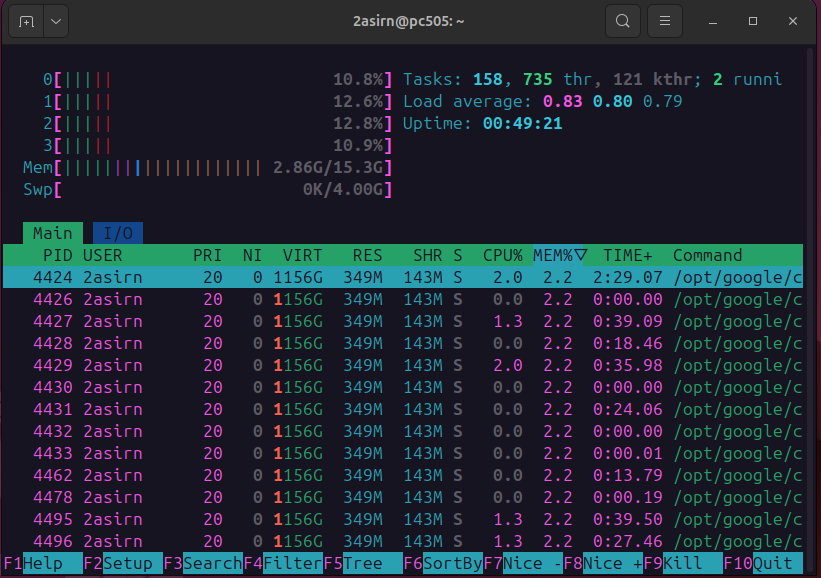 2asirn@pc505: ~
0[||||| 10.8%] Tasks: 158, 735 thr, 121 kthr; 2 runni
1[||||| 12.6%] Load average: 0.83 0.80 0.79
2[||||| 12.8%] Uptime: 00:49:21
3[||||| 10.9%]
Mem[|||||||||||||||||||| 2.86G/15.3G]
Swp[ 0K/4.00G]
Main I/O
PID USER PRI NI VIRT RES SHR S CPU% MEM%▽ TIME+ Command
4424 2asirn 20 0 1156G 349M 143M S 2.0 2.2 2:29.07 /opt/google/c
4426 2asirn 20 0 1156G 349M 143M S 0.0 2.2 0:00.00 /opt/google/c
4427 2asirn 20 0 1156G 349M 143M S 1.3 2.2 0:39.09 /opt/google/c
4428 2asirn 20 0 1156G 349M 143M S 0.0 2.2 0:18.46 /opt/google/c
4429 2asirn 20 0 1156G 349M 143M S 2.0 2.2 0:35.98 /opt/google/c
4430 2asirn 20 0 1156G 349M 143M S 0.0 2.2 0:00.00 /opt/google/c
4431 2asirn 20 0 1156G 349M 143M S 0.0 2.2 0:24.06 /opt/google/c
4432 2asirn 20 0 1156G 349M 143M S 0.0 2.2 0:00.00 /opt/google/c
4433 2asirn 20 0 1156G 349M 143M S 0.0 2.2 0:00.01 /opt/google/c
4462 2asirn 20 0 1156G 349M 143M S 0.0 2.2 0:13.79 /opt/google/c
4478 2asirn 20 0 1156G 349M 143M S 0.0 2.2 0:00.19 /opt/google/c
4495 2asirn 20 0 1156G 349M 143M S 1.3 2.2 0:39.50 /opt/google/c
4496 2asirn 20 0 1156G 349M 143M S 1.3 2.2 0:27.46 /opt/google/c
F1Help F2Setup F3SearchF4FilterF5Tree F6SortByF7Nice -F8Nice +F9Kill F10Quit